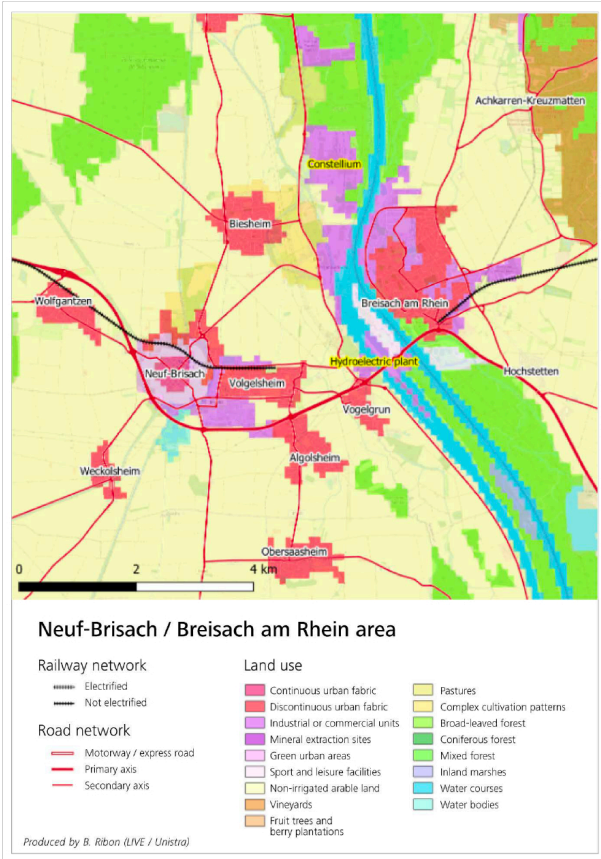 Achkarren-Kreuzmatten
Constellium
Biesheim
Wolfgantzen
Breisach am Rhein
Neuf-Brisach
Volgelsheim
Hydroelectric plant
Hochstetten
Vogelgrun
Weckolsheim
Algolsheim
Obersaasheim
0 2 4 km
Neuf-Brisach / Breisach am Rhein area
Railway network
Electrified
Not electrified
Road network
Motorway / express road
Primary axis
Secondary axis
Land use
Continuous urban fabric
Discontinuous urban fabric
Industrial or commercial units
Mineral extraction sites
Green urban areas
Sport and leisure facilities
Non-irrigated arable land
Vineyards
Fruit trees and
berry plantations
Pastures
Complex cultivation patterns
Broad-leaved forest
Coniferous forest
Mixed forest
Inland marshes
Water courses
Water bodies
Produced by B. Ribon (LIVE / Unistra)